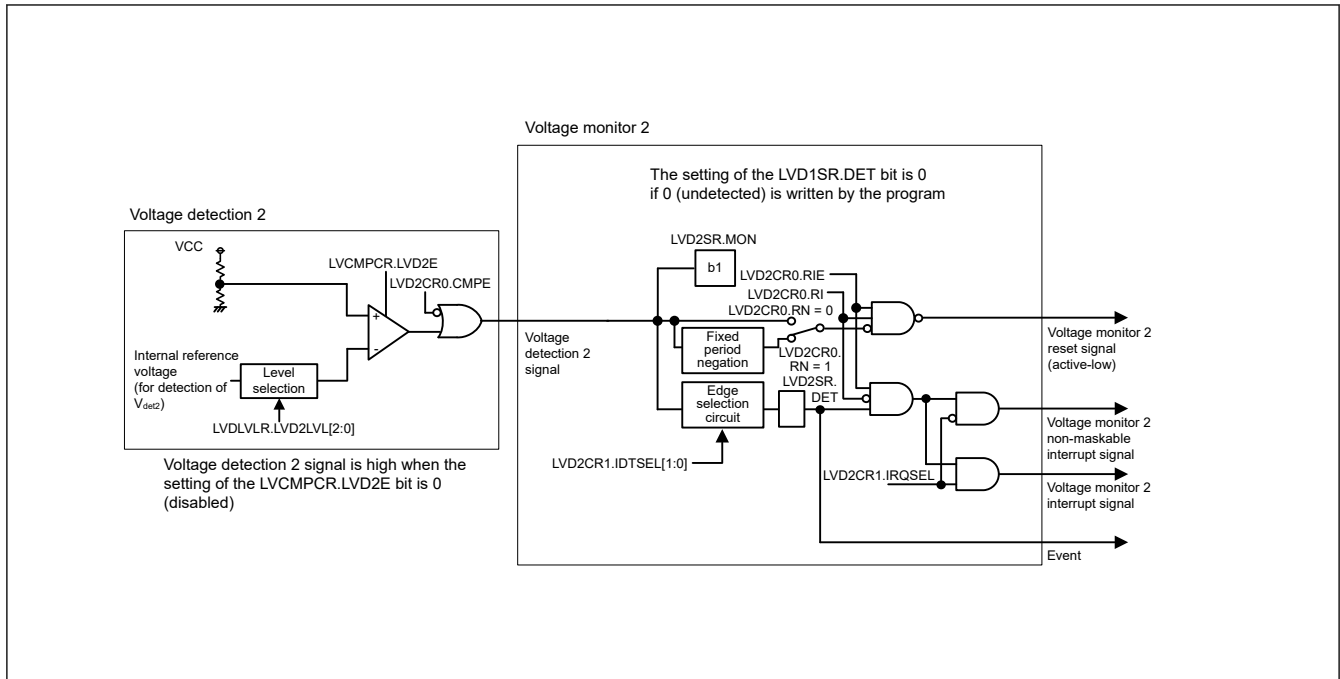 Voltage monitor 2
The setting of the LVD1SR.DET bit is 0
if 0 (undetected) is written by the program
Voltage detection 2
VCC
LVCMPCR.LVD2E
LVD2CR0.CMPE
Internal reference
voltage
(for detection of
Vdet2)
Level
selection
+
-
LVDLVLR.LVD2LVL[2:0]
Voltage detection 2 signal is high when the
setting of the LVCMPCR.LVD2E bit is 0
(disabled)
Voltage
detection 2
signal
LVD2SR.MON
b1
LVD2CR0.RIE
LVD2CR0.RI
LVD2CR0.RN = 0
Fixed
period
negation
LVD2CR0.
RN = 1
LVD2SR.
DET
Edge
selection
circuit
LVD2CR1.IDTSEL[1:0]
LVD2CR1.IRQSEL
Voltage monitor 2
reset signal
(active-low)
Voltage monitor 2
non-maskable
interrupt signal
Voltage monitor 2
interrupt signal
Event